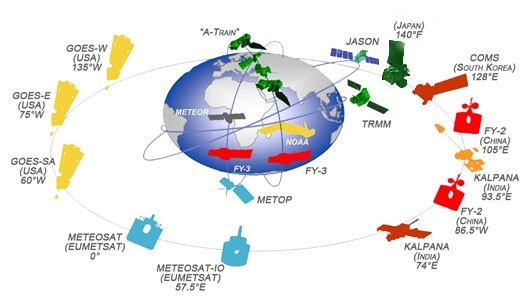 "A-TRAIN"
(JAPAN)
140°F
JASON
GOES-W
(USA)
135°W
COMS
(SOUTH KOREA)
128°E
GOES-E
(USA)
75°W
METEOR
TRMM
NOAA
FY-2
(CHINA)
105°E
GOES-SA
(USA)
60°W
FY-3
FY-3
KALPANA
(INDIA)
93.5°E
METOP
FY-2
(CHINA)
86.5°W
METEOSAT
(EUMETSAT)
0°
KALPANA
(INDIA)
74°E
METEOSAT-IO
(EUMETSAT)
57.5°E